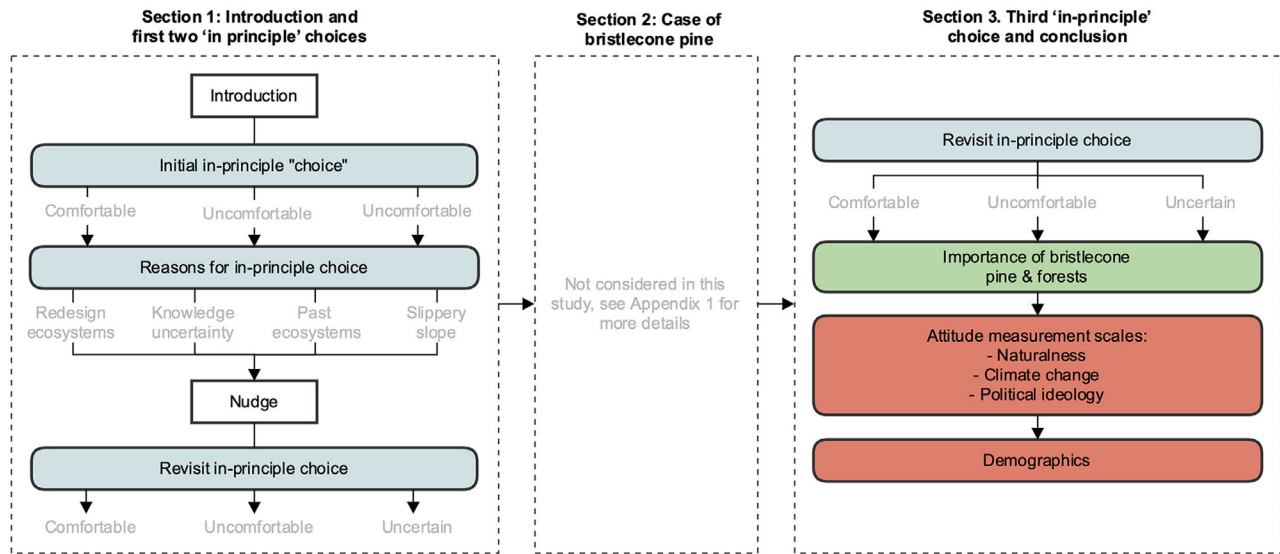 Section 1: Introduction and
first two ‘in principle’ choices
Introduction
Initial in-principle "choice"
Comfortable
Uncomfortable
Uncomfortable
Reasons for in-principle choice
Redesign
ecosystems
Knowledge
uncertainty
Past
ecosystems
Slippery
slope
Nudge
Revisit in-principle choice
Comfortable
Uncomfortable
Uncertain
Section 2: Case of
bristlecone pine
Not considered in this
study, see Appendix 1 for
more details
Section 3. Third ‘in-principle’
choice and conclusion
Revisit in-principle choice
Comfortable
Uncomfortable
Uncertain
Importance of bristlecone
pine & forests
Attitude measurement scales:
- Naturalness
- Climate change
- Political ideology
Demographics